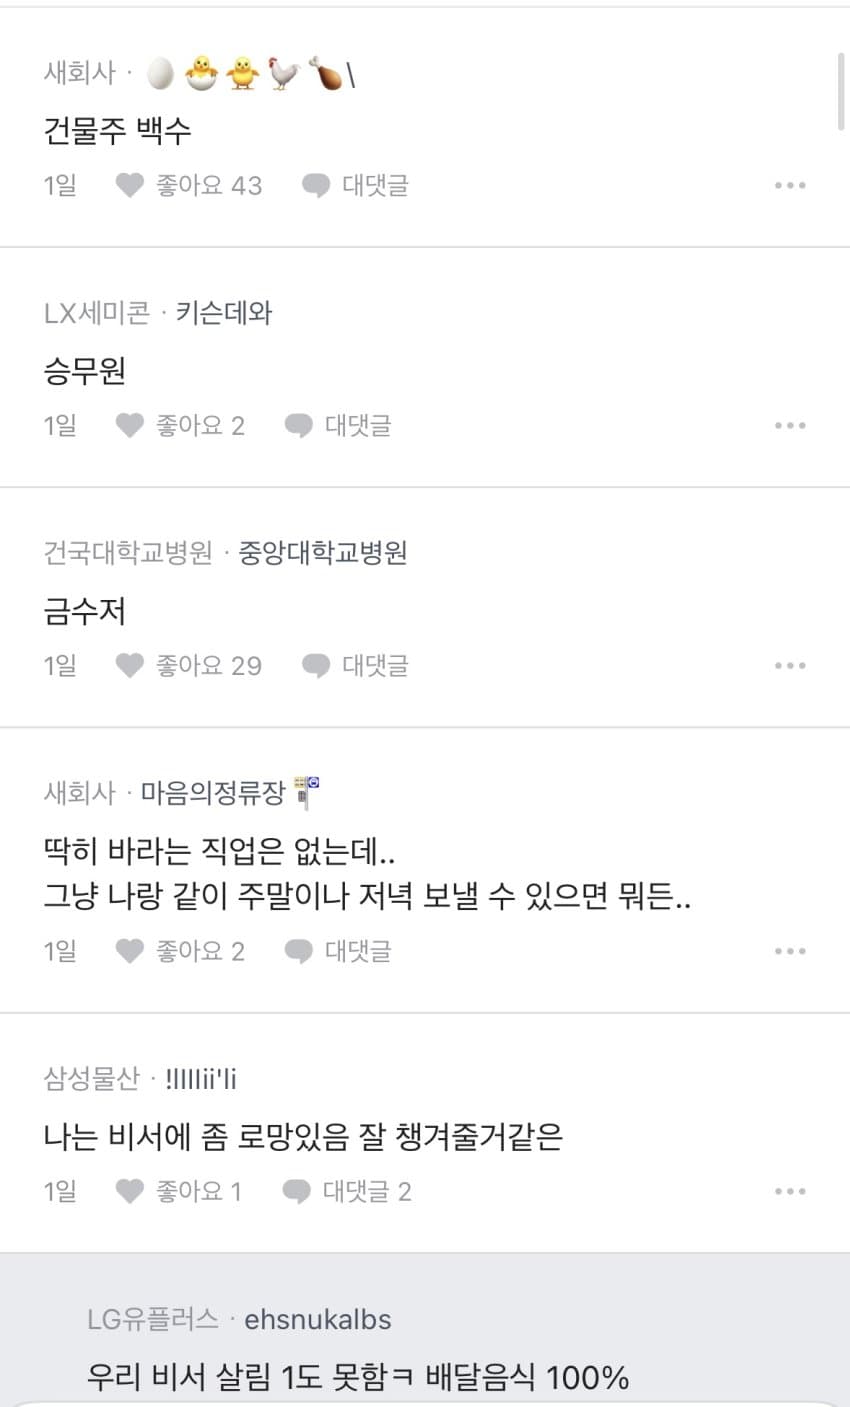 새회사 · 🥚🐣🐥🐓🍗\
건물주 백수
1일 좋아요 43 대댓글
LX세미콘 · 키슨데와
승무원
1일 좋아요 2 대댓글
건국대학교병원 · 중앙대학교병원
금수저
1일 좋아요 29 대댓글
새회사 · 마음의정류장 🚏
딱히 바라는 직업은 없는데..
그냥 나랑 같이 주말이나 저녁 보낼 수 있으면 뭐든..
1일 좋아요 2 대댓글
삼성물산 · !lIIIii'li
나는 비서에 좀 로망있음 잘 챙겨줄거같은
1일 좋아요 1 대댓글 2
LG유플러스 · ehsnukalbs
우리 비서 살림 1도 못함ㅋ 배달음식 100%